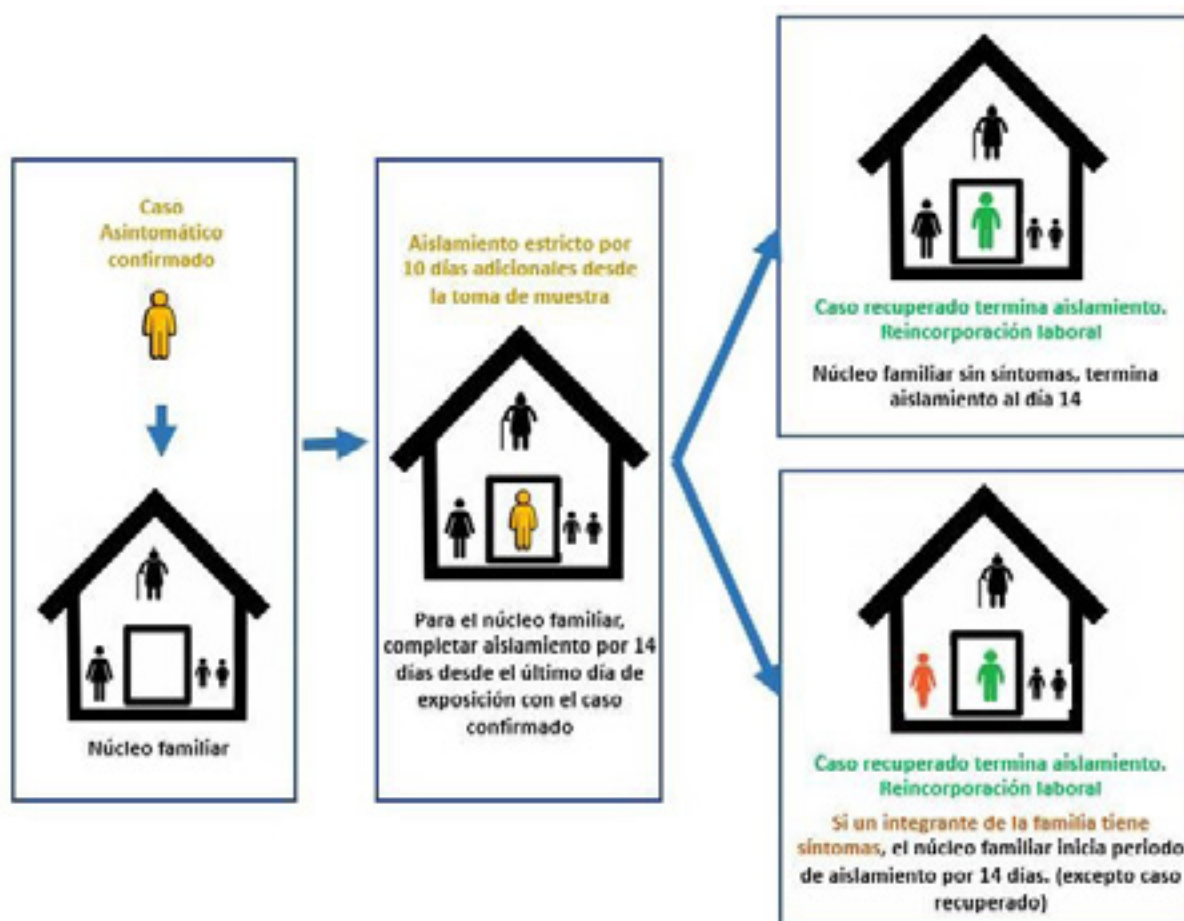 Caso
Asintomático
confirmado
Núcleo familiar
Aislamiento estricto por
10 días adicionales desde
la toma de muestra
Para el núcleo familiar,
completar aislamiento por 14
días desde el último día de
exposición con el caso
confirmado
Caso recuperado termina aislamiento.
Reincorporación laboral
Núcleo familiar sin síntomas, termina
aislamiento al día 14
Caso recuperado termina aislamiento.
Reincorporación laboral
Si un integrante de la familia tiene
síntomas, el núcleo familiar inicia periodo
de aislamiento por 14 días. (excepto caso
recuperado)